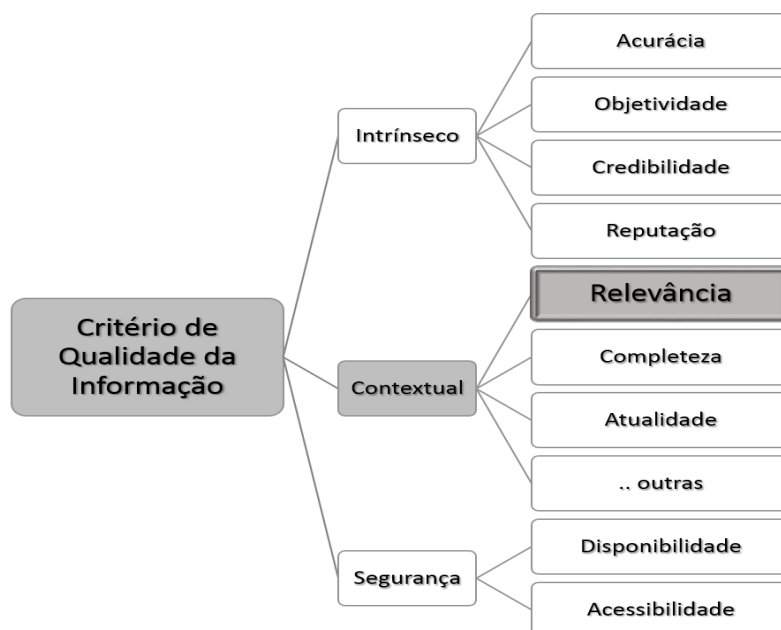 Critério de
Qualidade da
Informação
Intrínseco
Acurácia
Objetividade
Credibilidade
Reputação
Contextual
Relevância
Completeza
Atualidade
.. outras
Segurança
Disponibilidade
Acessibilidade